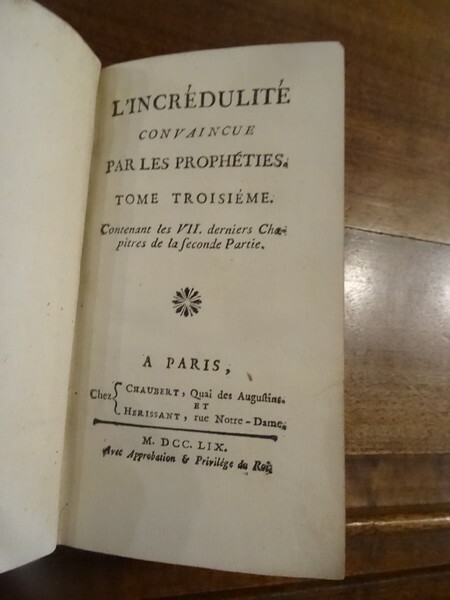 L'INCRÉDULITÉ
CONVAINCUE
PAR LES PROPHÉTIES.
TOME TROISIÉME.
Contenant les VII. derniers Cha-
pitres de la ſeconde Partie.
A PARIS,
Chez { CHAUBERT, Quai des Auguſtins.
ET
HERISSANT, rue Notre-Dame.
M. DCC. LIX.
Avec Approbation & Privilége du Roi.